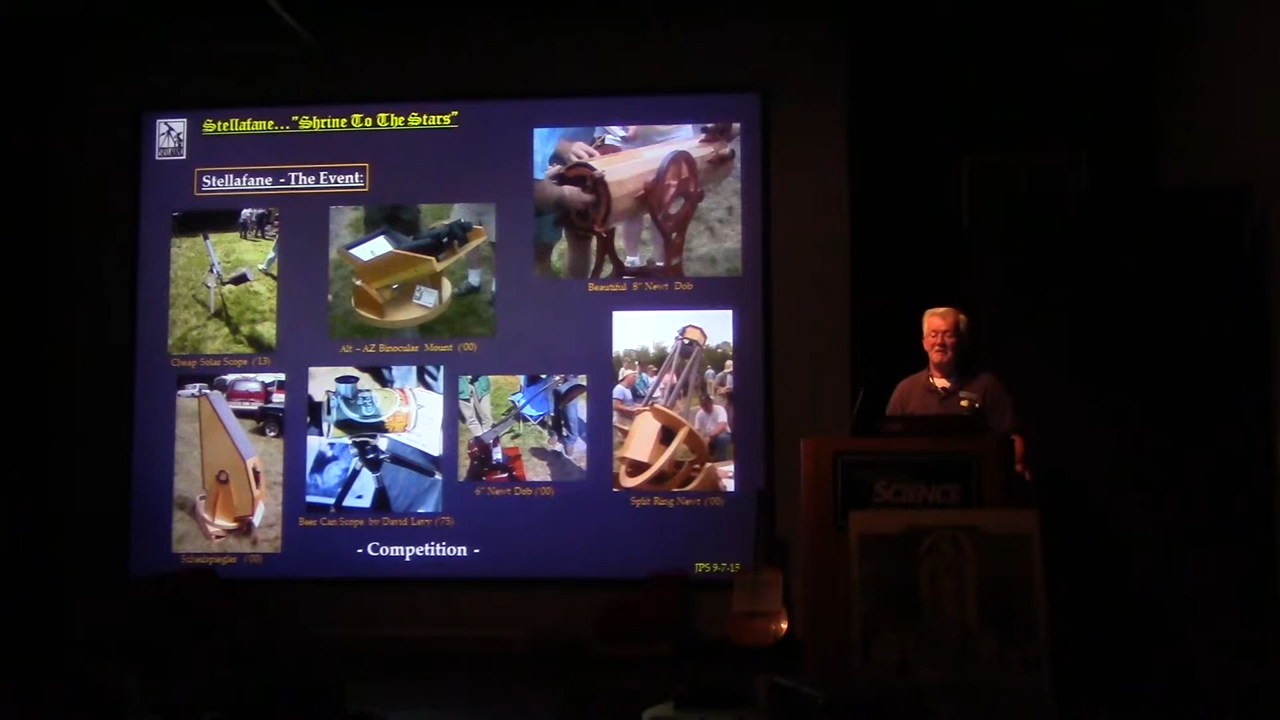 Stellafane..."Shrine To The Stars"
Stellafane - The Event:
Beautiful 8" Newt Dob
Cheap Solar Scope ('13)
Alt - AZ Binocular Mount ('00)
6" Newt Dob ('00)
Split Ring Newt ('00)
Beer Can Scope by David Levy ('75)
('00)
- Competition -
JPS 9-7-13
SCIENCE